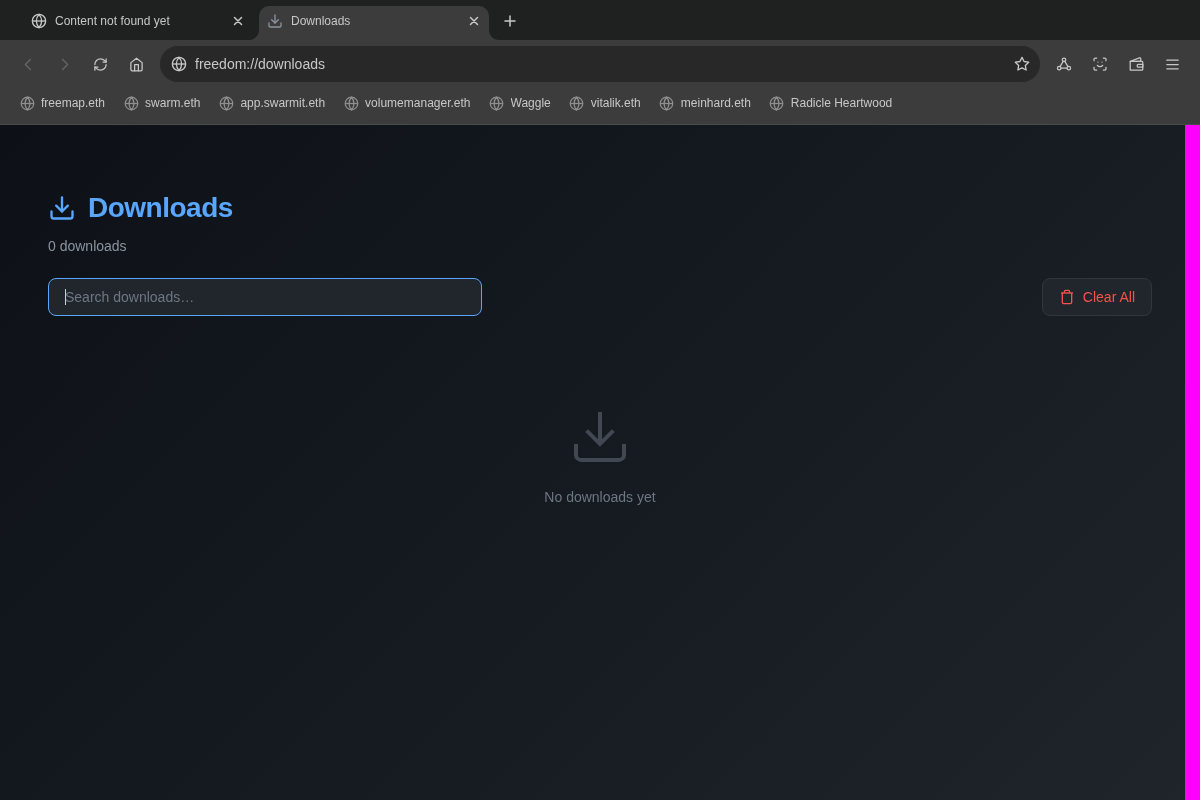 Content not found yet
Downloads
freedom://downloads
freemap.eth
swarm.eth
app.swarmit.eth
volumemanager.eth
Waggle
vitalik.eth
meinhard.eth
Radicle Heartwood
Downloads
0 downloads
Search downloads…
Clear All
No downloads yet